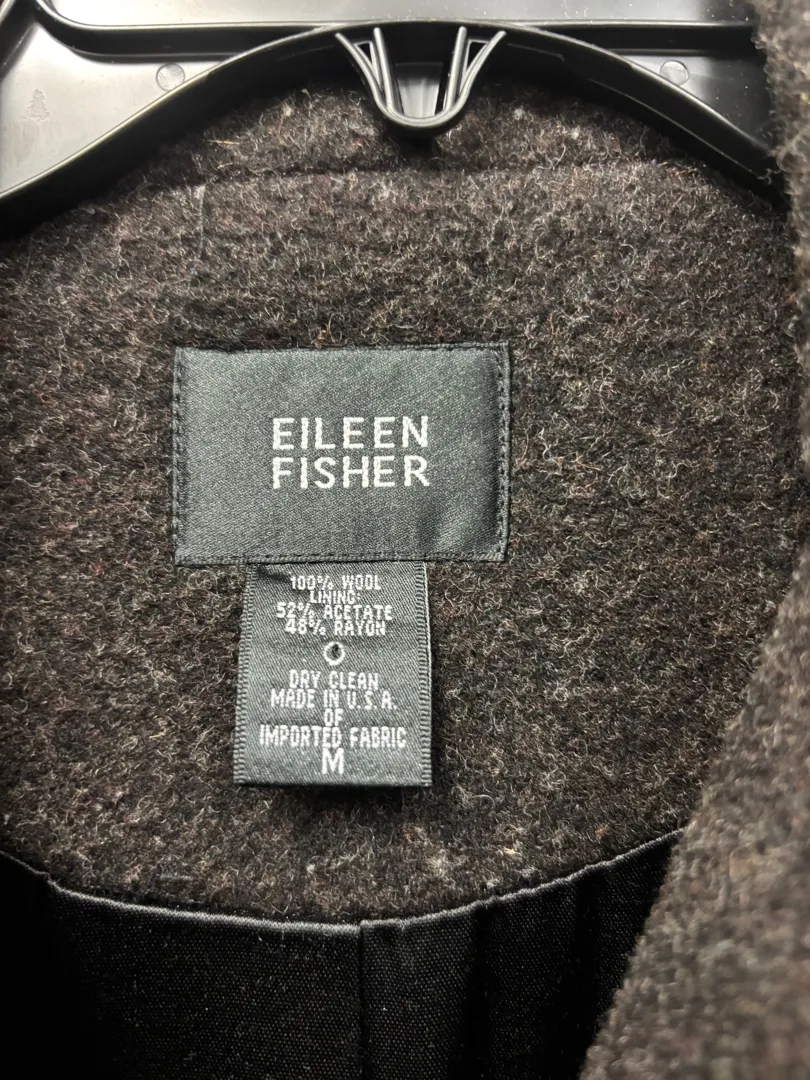 EILEEN
FISHER
100% WOOL
LINING:
52% ACETATE
48% RAYON
DRY CLEAN
MADE IN U.S.A.
OF
IMPORTED FABRIC
M